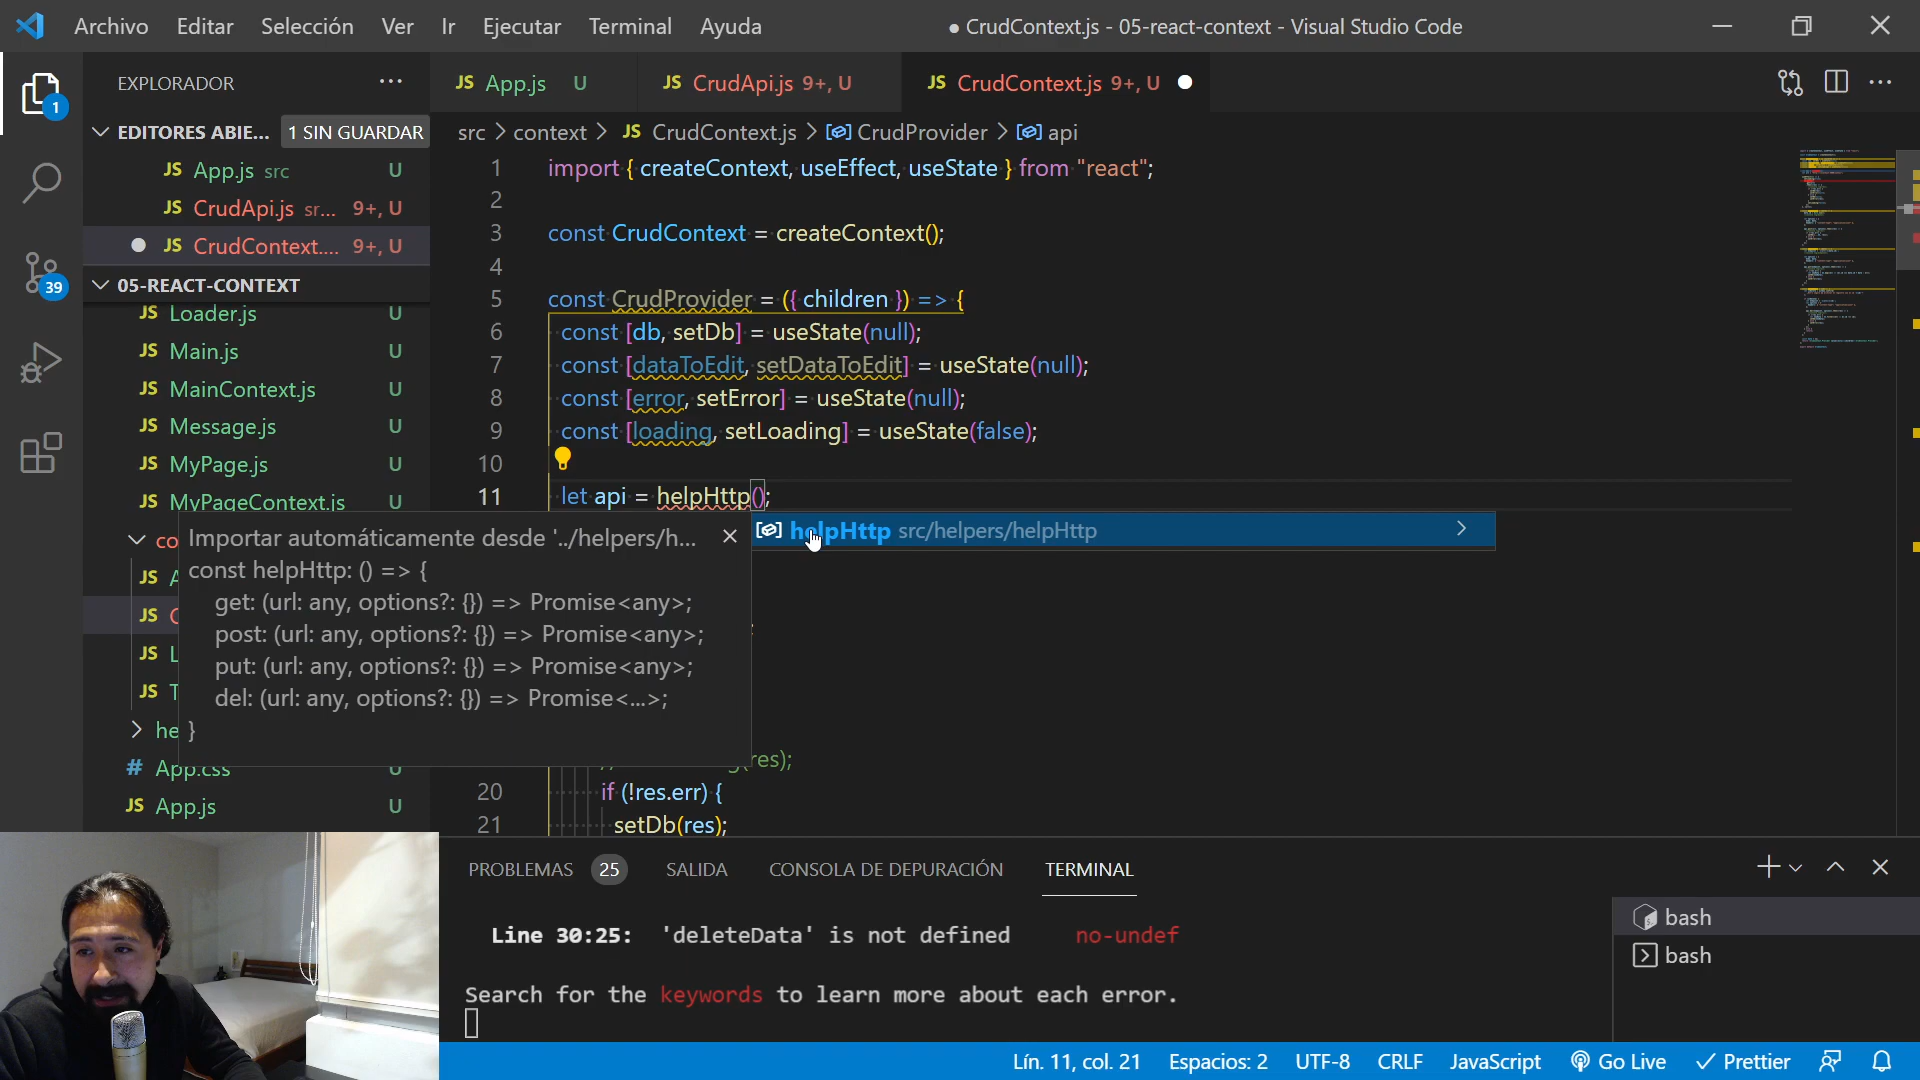 Archivo Editar Selección Ver Ir Ejecutar Terminal Ayuda
● CrudContext.js - 05-react-context - Visual Studio Code
EXPLORADOR ···
JS App.js U
JS CrudApi.js 9+, U
JS CrudContext.js 9+, U
1
EDITORES ABIE... 1 SIN GUARDAR
JS App.js src U
JS CrudApi.js sr... 9+, U
JS CrudContext.... 9+, U
39
05-REACT-CONTEXT
JS Loader.js U
JS Main.js U
JS MainContext.js U
JS Message.js U
JS MyPage.js U
JS MyPageContext.js U
co
JS A
JS C
JS L
JS T
he
# App.css U
JS App.js U
src > context > JS CrudContext.js > CrudProvider > api
1 import { createContext, useEffect, useState } from "react";
2
3 const CrudContext = createContext();
4
5 const CrudProvider = ({ children }) => {
6 const [db, setDb] = useState(null);
7 const [dataToEdit, setDataToEdit] = useState(null);
8 const [error, setError] = useState(null);
9 const [loading, setLoading] = useState(false);
10
11 let api = helpHttp();
helpHttp src/helpers/helpHttp
Importar automáticamente desde '../helpers/h...
const helpHttp: () => {
get: (url: any, options?: {}) => Promise<any>;
post: (url: any, options?: {}) => Promise<any>;
put: (url: any, options?: {}) => Promise<any>;
del: (url: any, options?: {}) => Promise<...>;
}
(res);
20 if (!res.err) {
21 setDb(res);
PROBLEMAS 25 SALIDA CONSOLA DE DEPURACIÓN TERMINAL
Line 30:25: 'deleteData' is not defined no-undef
Search for the keywords to learn more about each error.
bash
bash
Lín. 11, col. 21 Espacios: 2 UTF-8 CRLF JavaScript Go Live Prettier